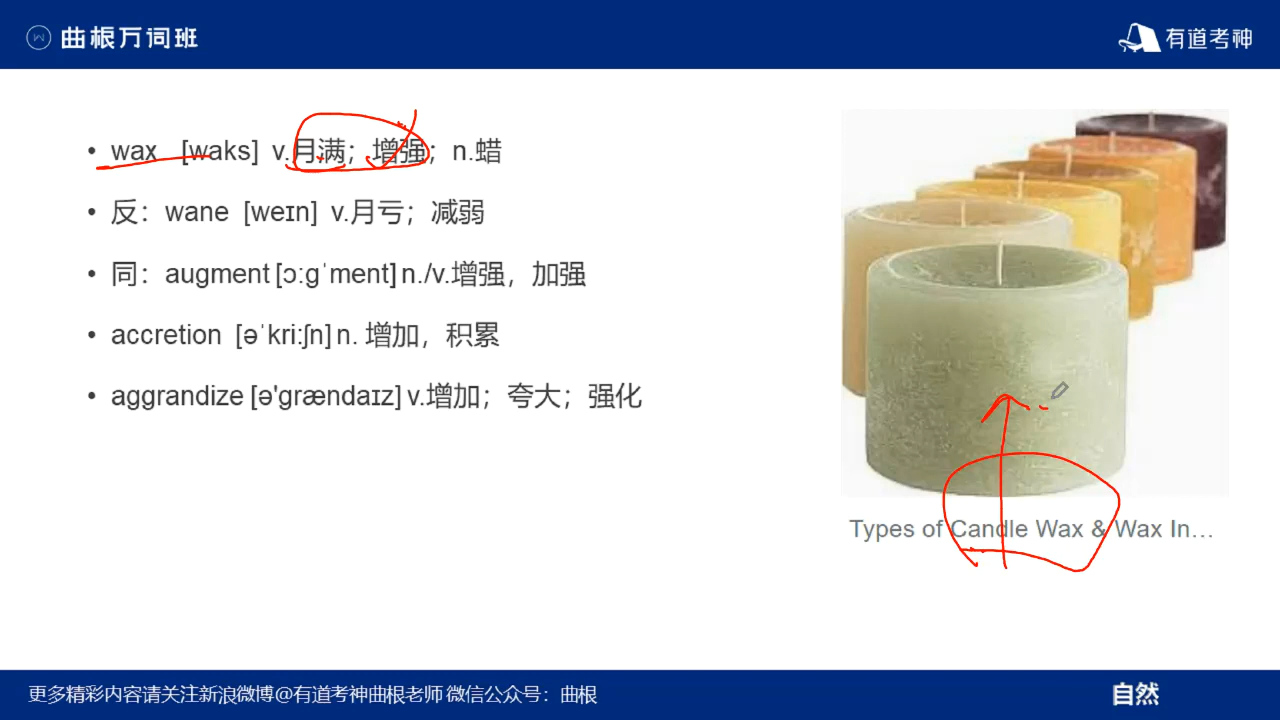 曲根万词班
有道考神
• wax [waks] v.月满；增强；n.蜡
• 反：wane [weɪn] v.月亏；减弱
• 同：augment [ɔːgˈment] n./v.增强，加强
• accretion [əˈkriːʃn] n. 增加，积累
• aggrandize [ə'grændaɪz] v.增加；夸大；强化
Types of Candle Wax & Wax In…
更多精彩内容请关注新浪微博@有道考神曲根老师 微信公众号：曲根
自然